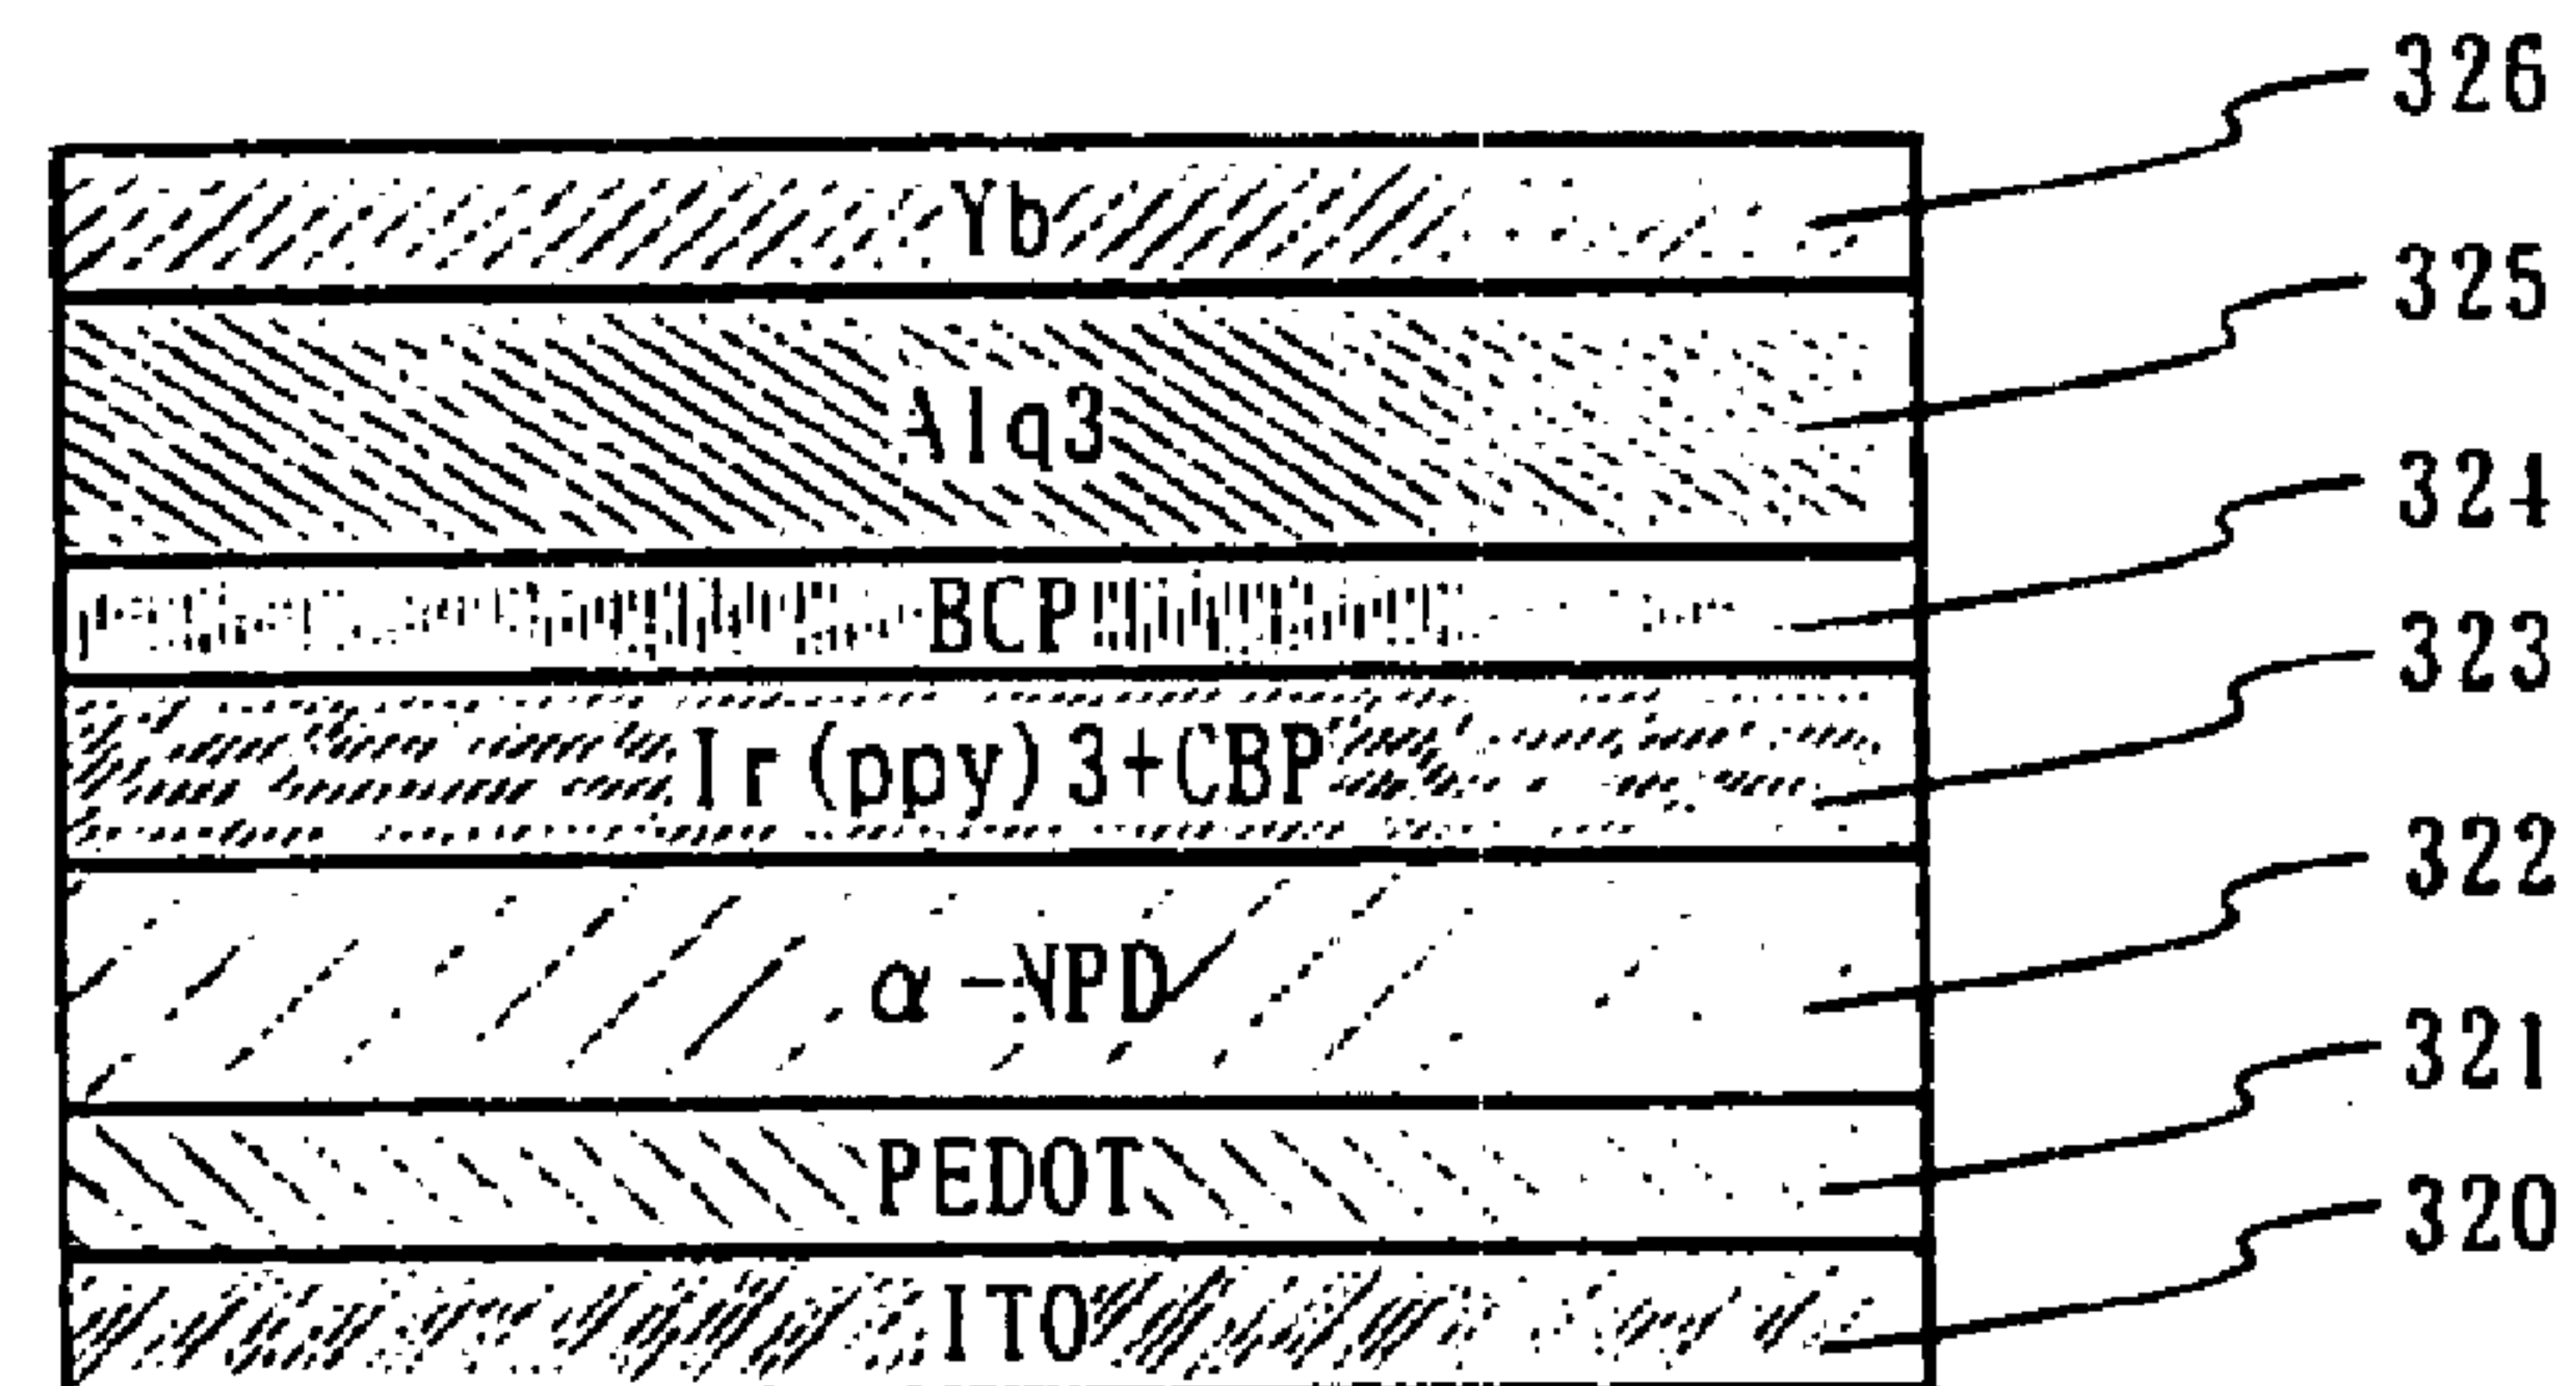 326
Yb
325
Alq3
324
BCP
323
Ir(ppy)3+CBP
322
α-NPD
321
PEDOT
320
ITO